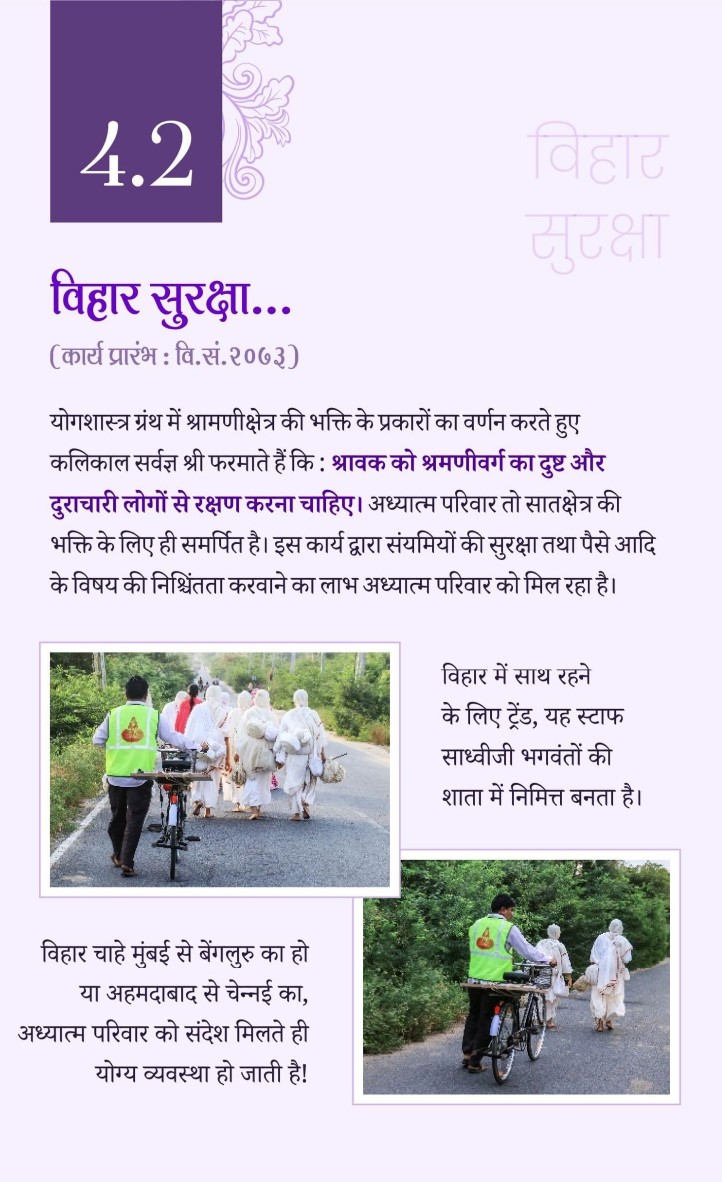 4.2
विहार
सुरक्षा
विहार सुरक्षा...
(कार्य प्रारंभ : वि.सं.२०७३)
योगशास्त्र ग्रंथ में श्रामणीक्षेत्र की भक्ति के प्रकारों का वर्णन करते हुए
कलिकाल सर्वज्ञ श्री फरमाते हैं कि : श्रावक को श्रमणीवर्ग का दुष्ट और
दुराचारी लोगों से रक्षण करना चाहिए। अध्यात्म परिवार तो सातक्षेत्र की
भक्ति के लिए ही समर्पित है। इस कार्य द्वारा संयमियों की सुरक्षा तथा पैसे आदि
के विषय की निश्चिंतता करवाने का लाभ अध्यात्म परिवार को मिल रहा है।
विहार में साथ रहने
के लिए ट्रेंड, यह स्टाफ
साध्वीजी भगवंतों की
शाता में निमित्त बनता है।
विहार चाहे मुंबई से बेंगलुरु का हो
या अहमदाबाद से चेन्नई का,
अध्यात्म परिवार को संदेश मिलते ही
योग्य व्यवस्था हो जाती है!